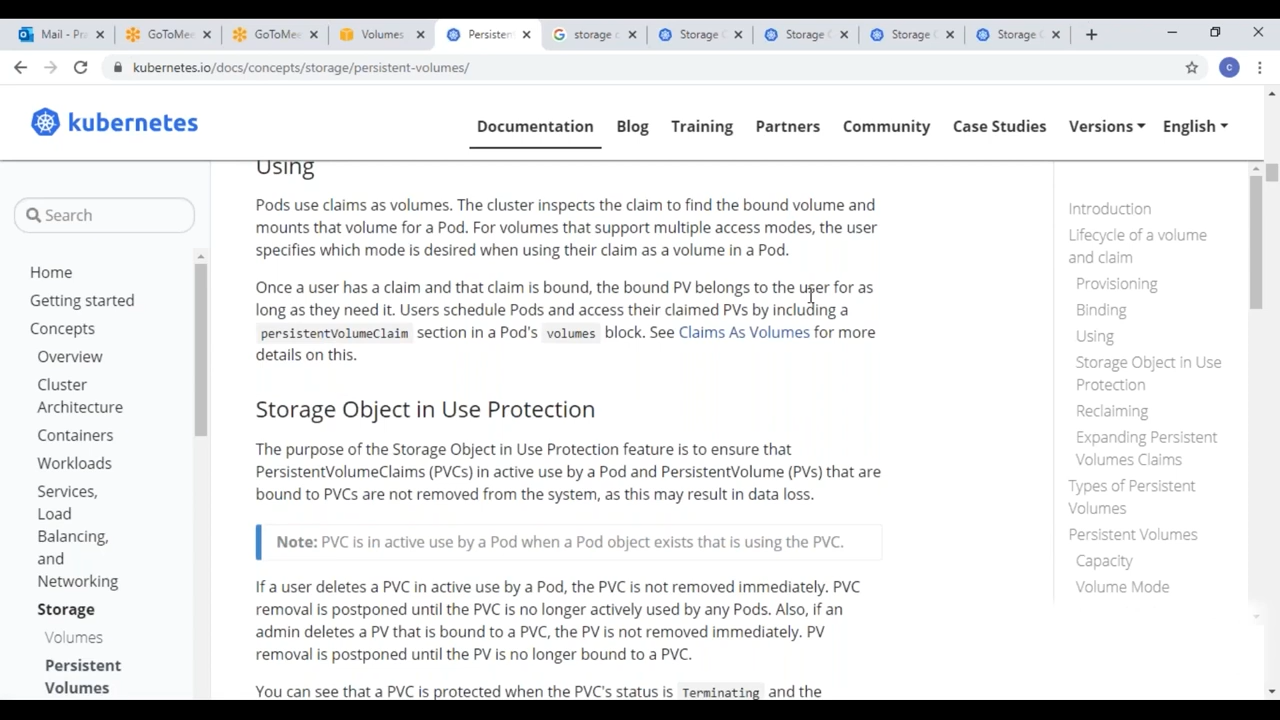 Mail - Pra
GoToMee
GoToMee
Volumes
Persisten
storage c
Storage C
Storage C
Storage C
Storage C
kubernetes.io/docs/concepts/storage/persistent-volumes/
C
kubernetes
Documentation
Blog
Training
Partners
Community
Case Studies
Versions
English
Search
Home
Getting started
Concepts
Overview
Cluster
Architecture
Containers
Workloads
Services,
Load
Balancing,
and
Networking
Storage
Volumes
Persistent
Volumes
Using
Pods use claims as volumes. The cluster inspects the claim to find the bound volume and
mounts that volume for a Pod. For volumes that support multiple access modes, the user
specifies which mode is desired when using their claim as a volume in a Pod.
Once a user has a claim and that claim is bound, the bound PV belongs to the user for as
long as they need it. Users schedule Pods and access their claimed PVs by including a
persistentVolumeClaim section in a Pod's volumes block. See Claims As Volumes for more
details on this.
Storage Object in Use Protection
The purpose of the Storage Object in Use Protection feature is to ensure that
PersistentVolumeClaims (PVCs) in active use by a Pod and PersistentVolume (PVs) that are
bound to PVCs are not removed from the system, as this may result in data loss.
Note: PVC is in active use by a Pod when a Pod object exists that is using the PVC.
If a user deletes a PVC in active use by a Pod, the PVC is not removed immediately. PVC
removal is postponed until the PVC is no longer actively used by any Pods. Also, if an
admin deletes a PV that is bound to a PVC, the PV is not removed immediately. PV
removal is postponed until the PV is no longer bound to a PVC.
You can see that a PVC is protected when the PVC's status is Terminating and the
Introduction
Lifecycle of a volume
and claim
Provisioning
Binding
Using
Storage Object in Use
Protection
Reclaiming
Expanding Persistent
Volumes Claims
Types of Persistent
Volumes
Persistent Volumes
Capacity
Volume Mode